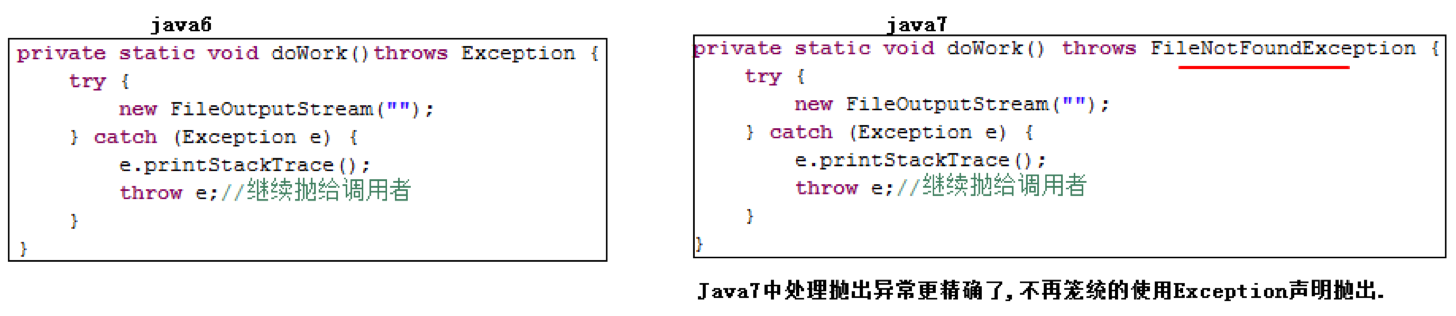 java6
private static void doWork()throws Exception {
try {
new FileOutputStream("");
} catch (Exception e) {
e.printStackTrace();
throw e;//继续抛给调用者
}
}
java7
private static void doWork() throws FileNotFoundException {
try {
new FileOutputStream("");
} catch (Exception e) {
e.printStackTrace();
throw e;//继续抛给调用者
}
}
Java7中处理抛出异常更精确了,不再笼统的使用Exception声明抛出.